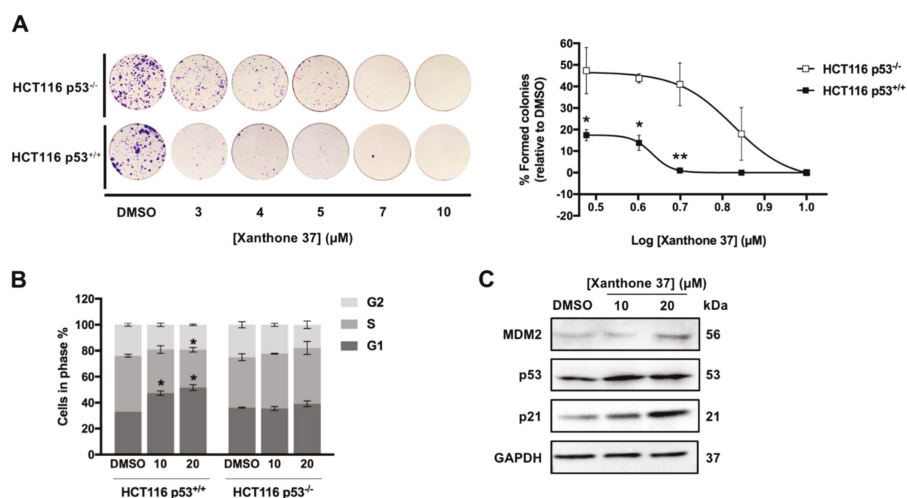 A
HCT116 p53-/-
HCT116 p53+/+
DMSO 3 4 5 7 10
[Xanthone 37] (µM)
% Formed colonies
(relative to DMSO)
60
50
40
30
20
10
0
-10
-20
* * **
0.5 0.6 0.7 0.8 0.9 1.0
Log [Xanthone 37] (µM)
HCT116 p53-/-
HCT116 p53+/+
B
Cells in phase %
120
100
80
60
40
20
0
*
* *
G2
S
G1
DMSO 10 20 DMSO 10 20
HCT116 p53+/+ HCT116 p53-/-
C
[Xanthone 37] (µM)
DMSO 10 20 kDa
MDM2 56
p53 53
p21 21
GAPDH 37